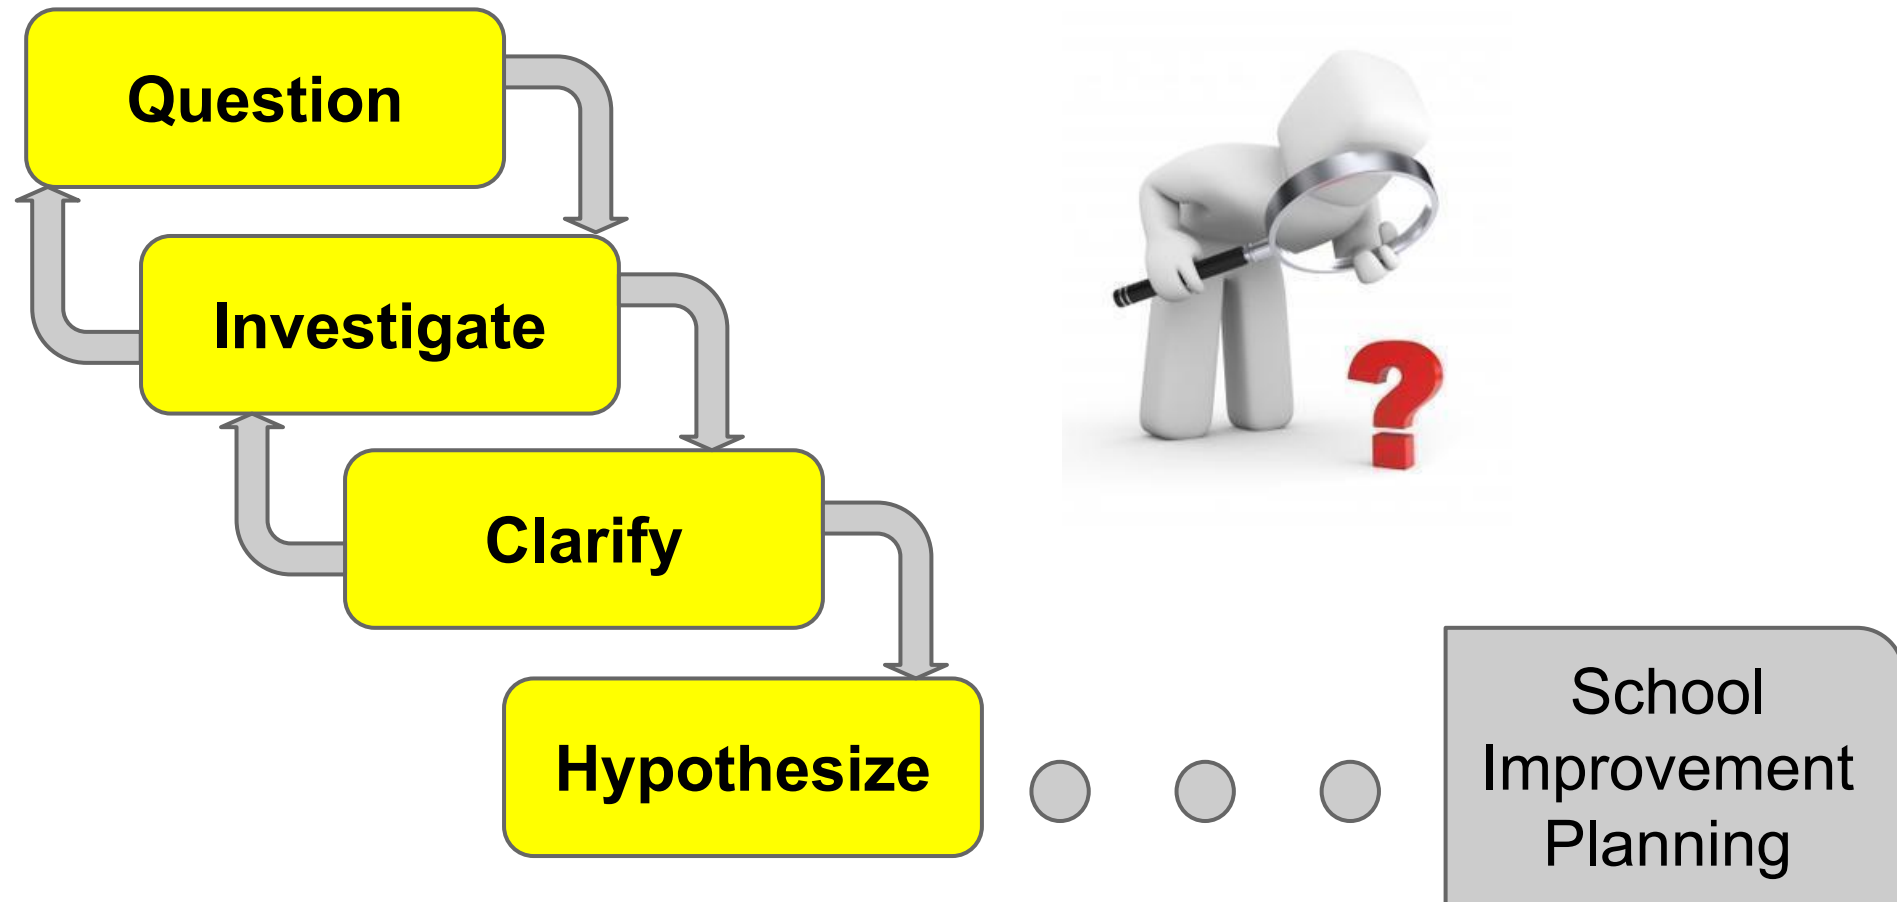 Question
Investigate
Clarify
Hypothesize
School
Improvement
Planning